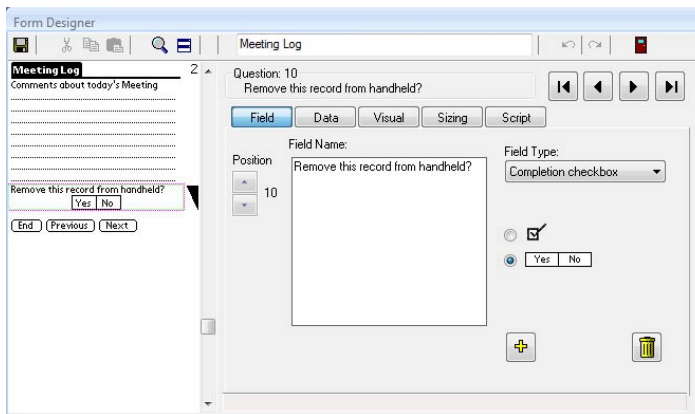 Form Designer
Meeting Log
Meeting Log 2
Comments about today's Meeting
Remove this record from handheld?
Yes No
End Previous Next
Question: 10
Remove this record from handheld?
Field Data Visual Sizing Script
Position
10
Field Name:
Remove this record from handheld?
Field Type:
Completion checkbox
Yes No